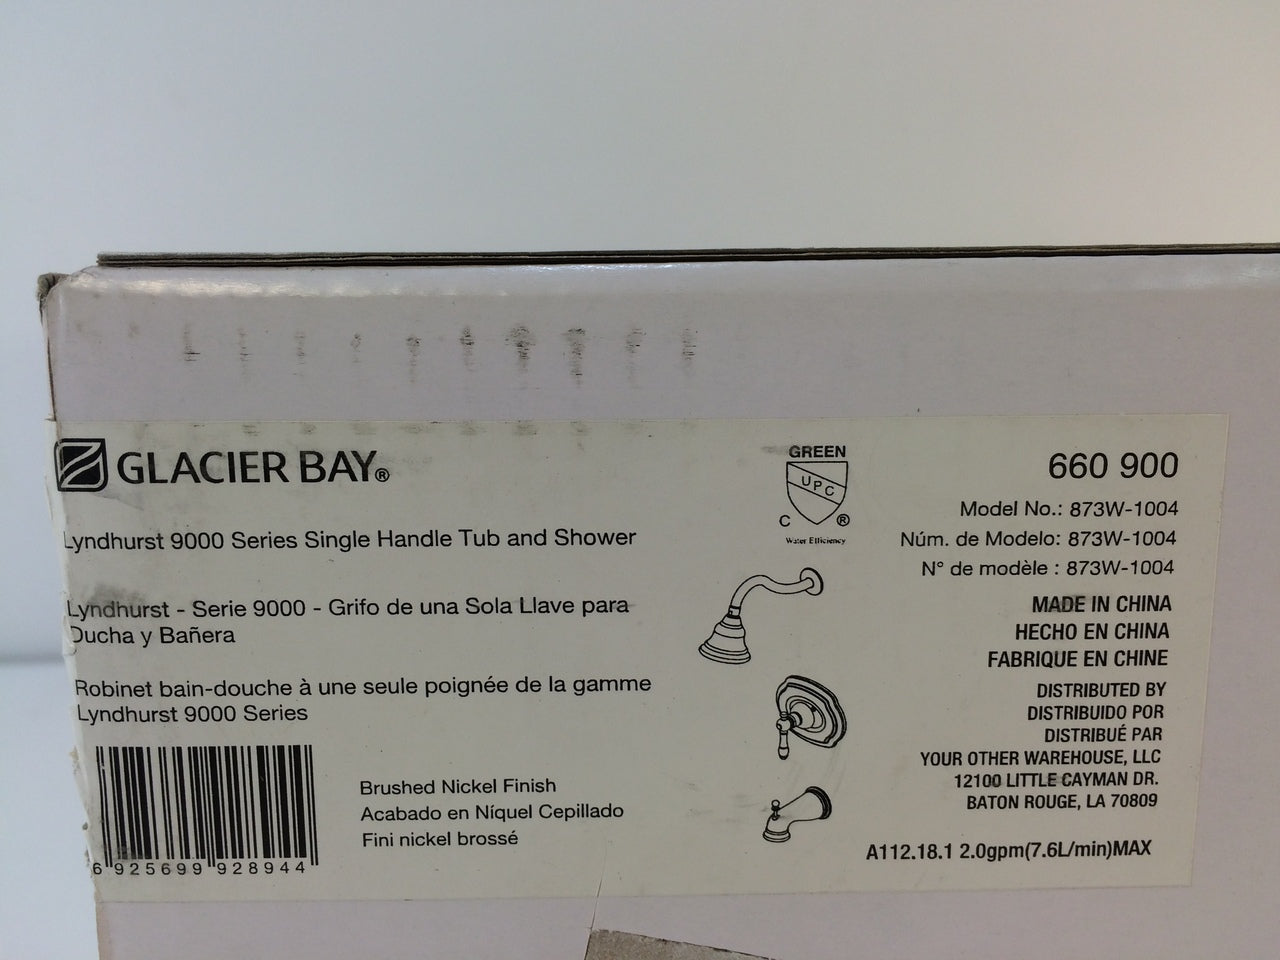 GLACIER BAY®
Lyndhurst 9000 Series Single Handle Tub and Shower
Lyndhurst - Serie 9000 - Grifo de una Sola Llave para
Ducha y Bañera
Robinet bain-douche à une seule poignée de la gamme
Lyndhurst 9000 Series
6 925699 928944
Brushed Nickel Finish
Acabado en Níquel Cepillado
Fini nickel brossé
GREEN
UPC
C ®
Water Efficiency
660 900
Model No.: 873W-1004
Núm. de Modelo: 873W-1004
N° de modèle : 873W-1004
MADE IN CHINA
HECHO EN CHINA
FABRIQUE EN CHINE
DISTRIBUTED BY
DISTRIBUIDO POR
DISTRIBUÉ PAR
YOUR OTHER WAREHOUSE, LLC
12100 LITTLE CAYMAN DR.
BATON ROUGE, LA 70809
A112.18.1 2.0gpm(7.6L/min)MAX